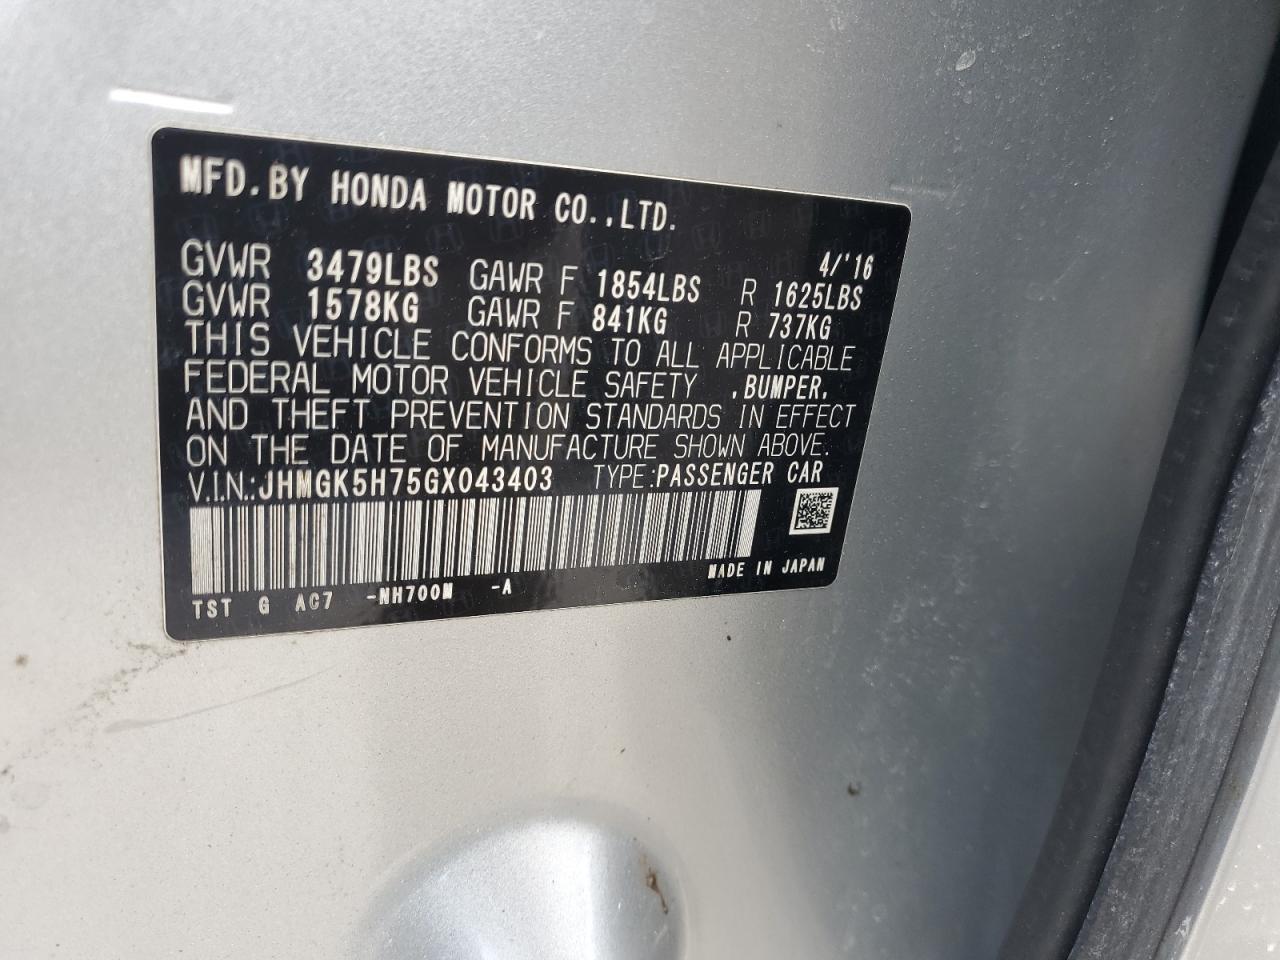 MFD. BY HONDA MOTOR CO., LTD.
4/'16
GVWR 3479LBS GAWR F 1854LBS R 1625LBS
GVWR 1578KG GAWR F 841KG R 737KG
THIS VEHICLE CONFORMS TO ALL APPLICABLE
FEDERAL MOTOR VEHICLE SAFETY ,BUMPER,
AND THEFT PREVENTION STANDARDS IN EFFECT
ON THE DATE OF MANUFACTURE SHOWN ABOVE.
V.I.N.:JHMGK5H75GX043403 TYPE:PASSENGER CAR
MADE IN JAPAN
TST G AC7 -NH700M -A